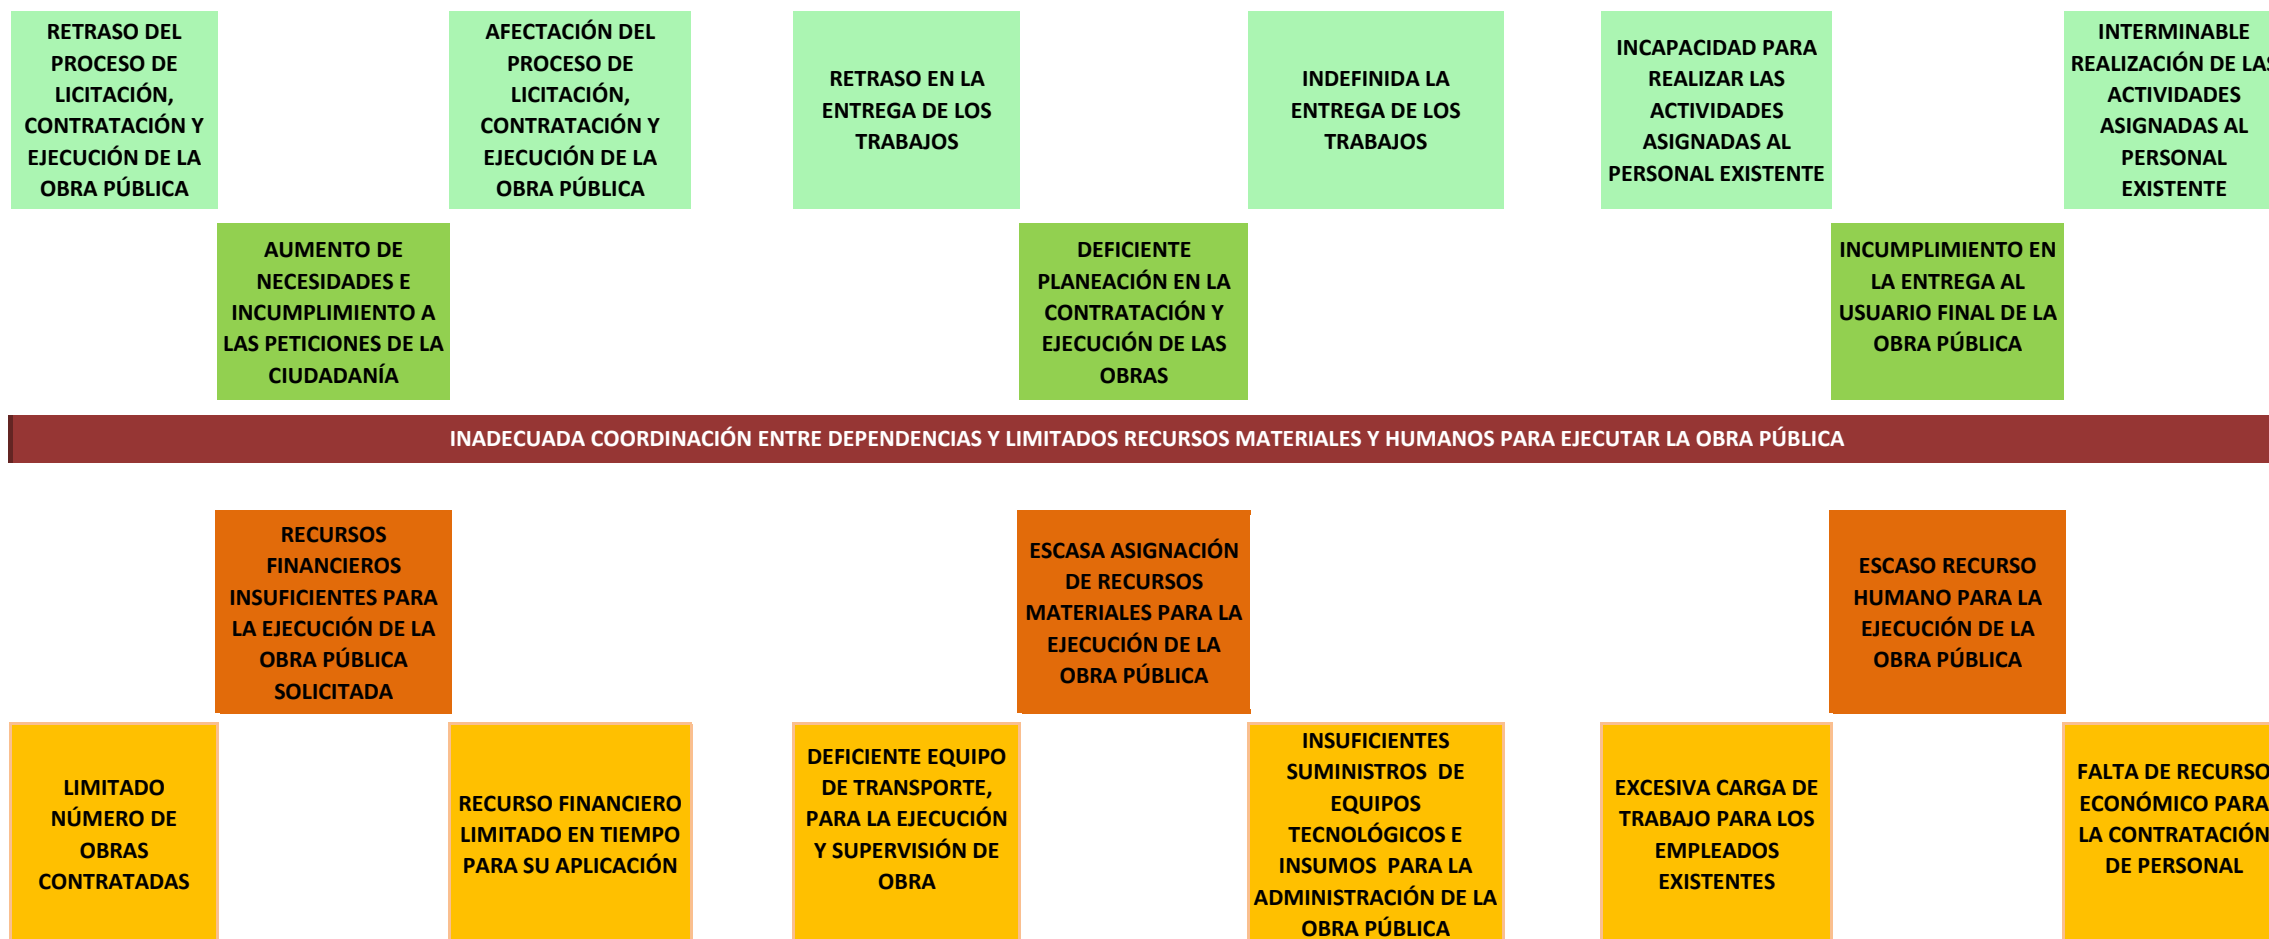 RETRASO DEL
PROCESO DE
LICITACIÓN,
CONTRATACIÓN Y
EJECUCIÓN DE LA
OBRA PÚBLICA
AFECTACIÓN DEL
PROCESO DE
LICITACIÓN,
CONTRATACIÓN Y
EJECUCIÓN DE LA
OBRA PÚBLICA
RETRASO EN LA
ENTREGA DE LOS
TRABAJOS
INDEFINIDA LA
ENTREGA DE LOS
TRABAJOS
INCAPACIDAD PARA
REALIZAR LAS
ACTIVIDADES
ASIGNADAS AL
PERSONAL EXISTENTE
INTERMINABLE
REALIZACIÓN DE LAS
ACTIVIDADES
ASIGNADAS AL
PERSONAL
EXISTENTE
AUMENTO DE
NECESIDADES E
INCUMPLIMIENTO A
LAS PETICIONES DE LA
CIUDADANÍA
DEFICIENTE
PLANEACIÓN EN LA
CONTRATACIÓN Y
EJECUCIÓN DE LAS
OBRAS
INCUMPLIMIENTO EN
LA ENTREGA AL
USUARIO FINAL DE LA
OBRA PÚBLICA
INADECUADA COORDINACIÓN ENTRE DEPENDENCIAS Y LIMITADOS RECURSOS MATERIALES Y HUMANOS PARA EJECUTAR LA OBRA PÚBLICA
RECURSOS
FINANCIEROS
INSUFICIENTES PARA
LA EJECUCIÓN DE LA
OBRA PÚBLICA
SOLICITADA
ESCASA ASIGNACIÓN
DE RECURSOS
MATERIALES PARA LA
EJECUCIÓN DE LA
OBRA PÚBLICA
ESCASO RECURSO
HUMANO PARA LA
EJECUCIÓN DE LA
OBRA PÚBLICA
LIMITADO
NÚMERO DE
OBRAS
CONTRATADAS
RECURSO FINANCIERO
LIMITADO EN TIEMPO
PARA SU APLICACIÓN
DEFICIENTE EQUIPO
DE TRANSPORTE,
PARA LA EJECUCIÓN
Y SUPERVISIÓN DE
OBRA
INSUFICIENTES
SUMINISTROS DE
EQUIPOS
TECNOLÓGICOS E
INSUMOS PARA LA
ADMINISTRACIÓN DE LA
OBRA PÚBLICA
EXCESIVA CARGA DE
TRABAJO PARA LOS
EMPLEADOS
EXISTENTES
FALTA DE RECURSO
ECONÓMICO PARA
LA CONTRATACIÓN
DE PERSONAL